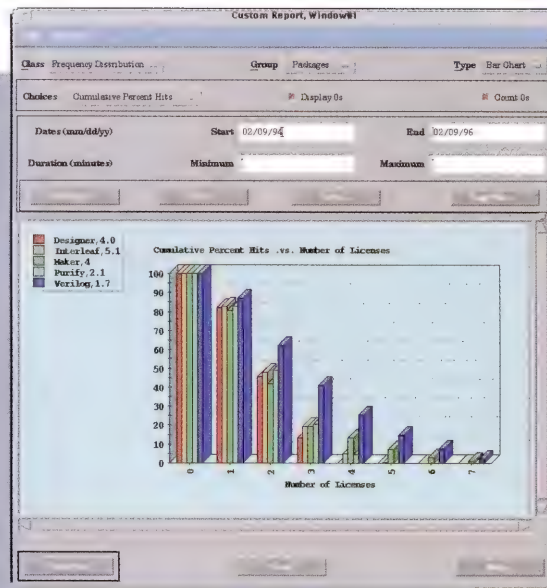 Custom Report, Window#1
Class Frequency Distribution
Group Packages
Type Bar Chart
Choices Cumulative Percent Hits
Display 0s
Count 0s
Dates (mm/dd/yy)
Start 02/09/94
End 02/09/96
Duration (minutes)
Minimum
Maximum
Designer,4.0
Interleaf,5.1
Maker,4
Purify,2.1
Verilog,1.7
Cumulative Percent Hits .vs. Number of Licenses
100
90
80
70
60
50
40
30
20
10
0
0 1 2 3 4 5 6 7
Number of Licenses